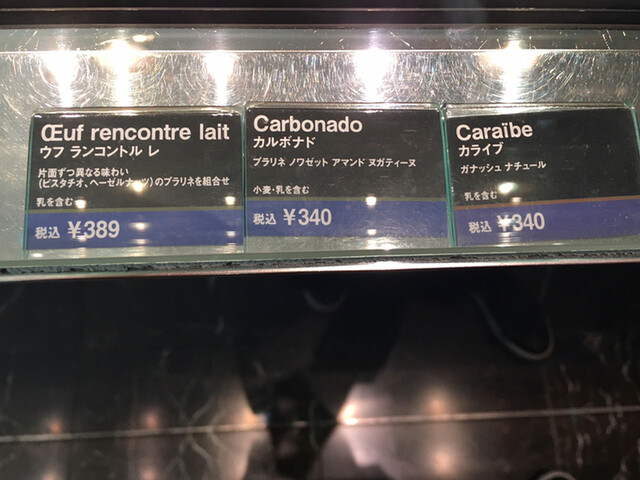 Œuf rencontre lait
ウフ ランコントル レ
片面ずつ異なる味わい
(ピスタチオ、ヘーゼルナッツ)のプラリネを組合せ
乳を含む
税込 ¥389
Carbonado
カルボナド
プラリネ ノワゼット アマンド ヌガティーヌ
小麦・乳を含む
税込 ¥340
Caraïbe
カライブ
ガナッシュ ナチュール
乳を含む
税込 ¥340